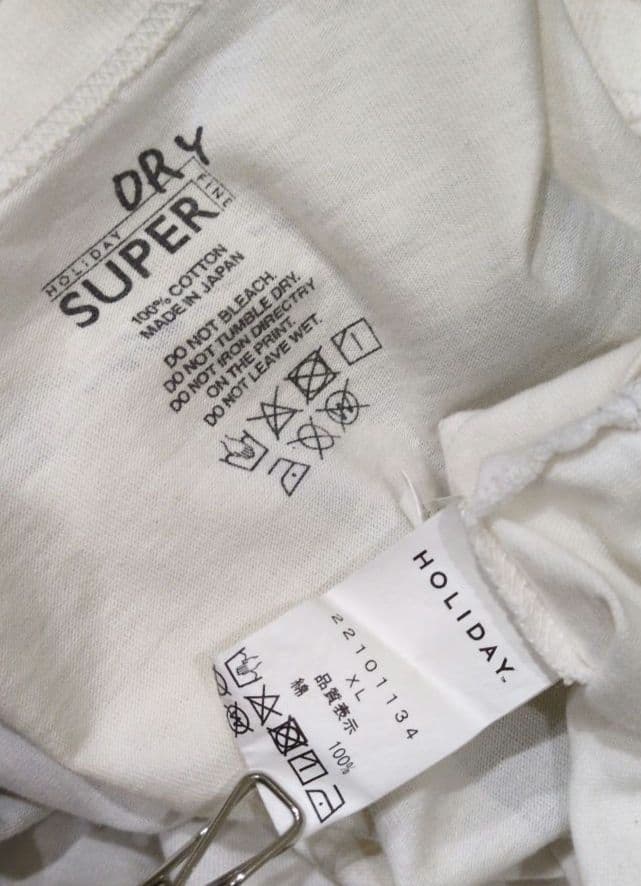 DRY
HOLiDAY
SUPER
FINE
100% COTTON
MADE IN JAPAN
DO NOT BLEACH.
DO NOT TUMBLE DRY.
DO NOT IRON DIRECTRY
ON THE PRINT.
DO NOT LEAVE WET.
HOLIDAY™
22101134
XL
品質表示
綿 100%